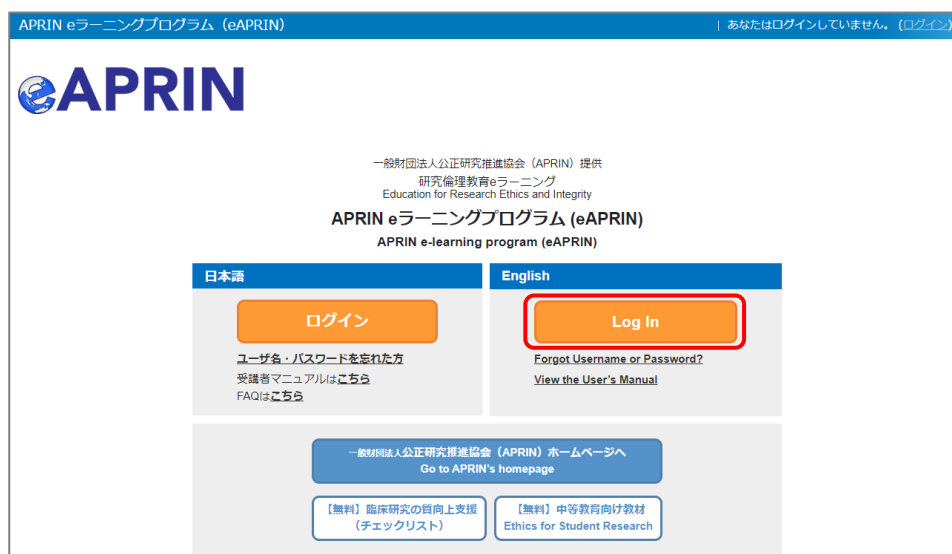 APRIN eラーニングプログラム（eAPRIN）
| あなたはログインしていません。 (ログイン)
eAPRIN
一般財団法人公正研究推進協会（APRIN）提供
研究倫理教育eラーニング
Education for Research Ethics and Integrity
APRIN eラーニングプログラム (eAPRIN)
APRIN e-learning program (eAPRIN)
日本語
ログイン
ユーザ名・パスワードを忘れた方
受講者マニュアルはこちら
FAQはこちら
English
Log In
Forgot Username or Password?
View the User's Manual
一般財団法人公正研究推進協会（APRIN）ホームページへ
Go to APRIN's homepage
【無料】臨床研究の質向上支援
（チェックリスト）
【無料】中等教育向け教材
Ethics for Student Research